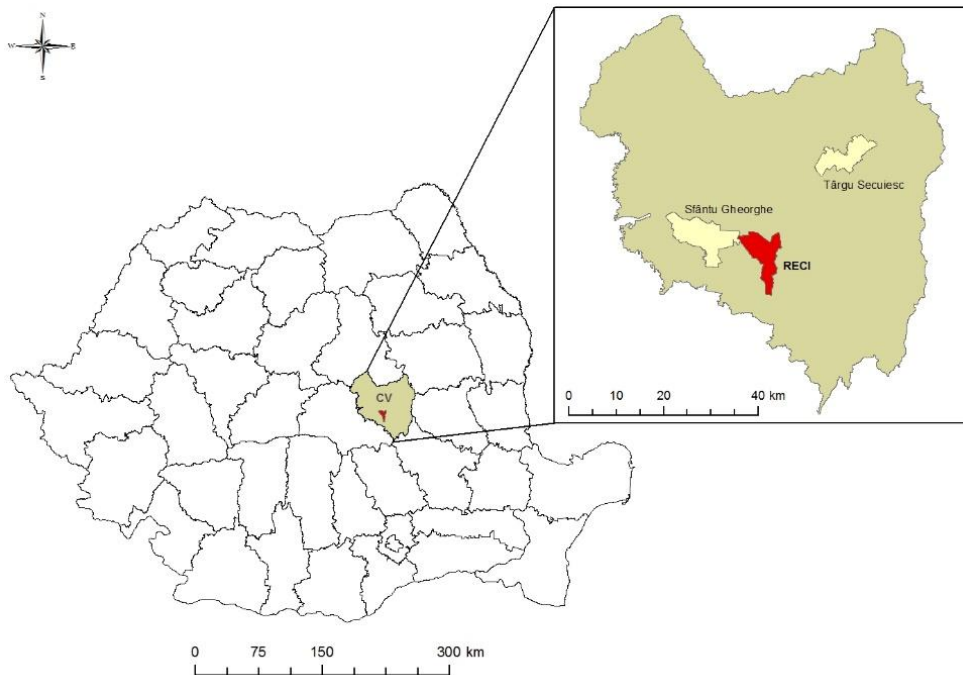 N
W E
S
Târgu Secuiesc
Sfântu Gheorghe
RECI
0 10 20 40 km
CV
0 75 150 300 km